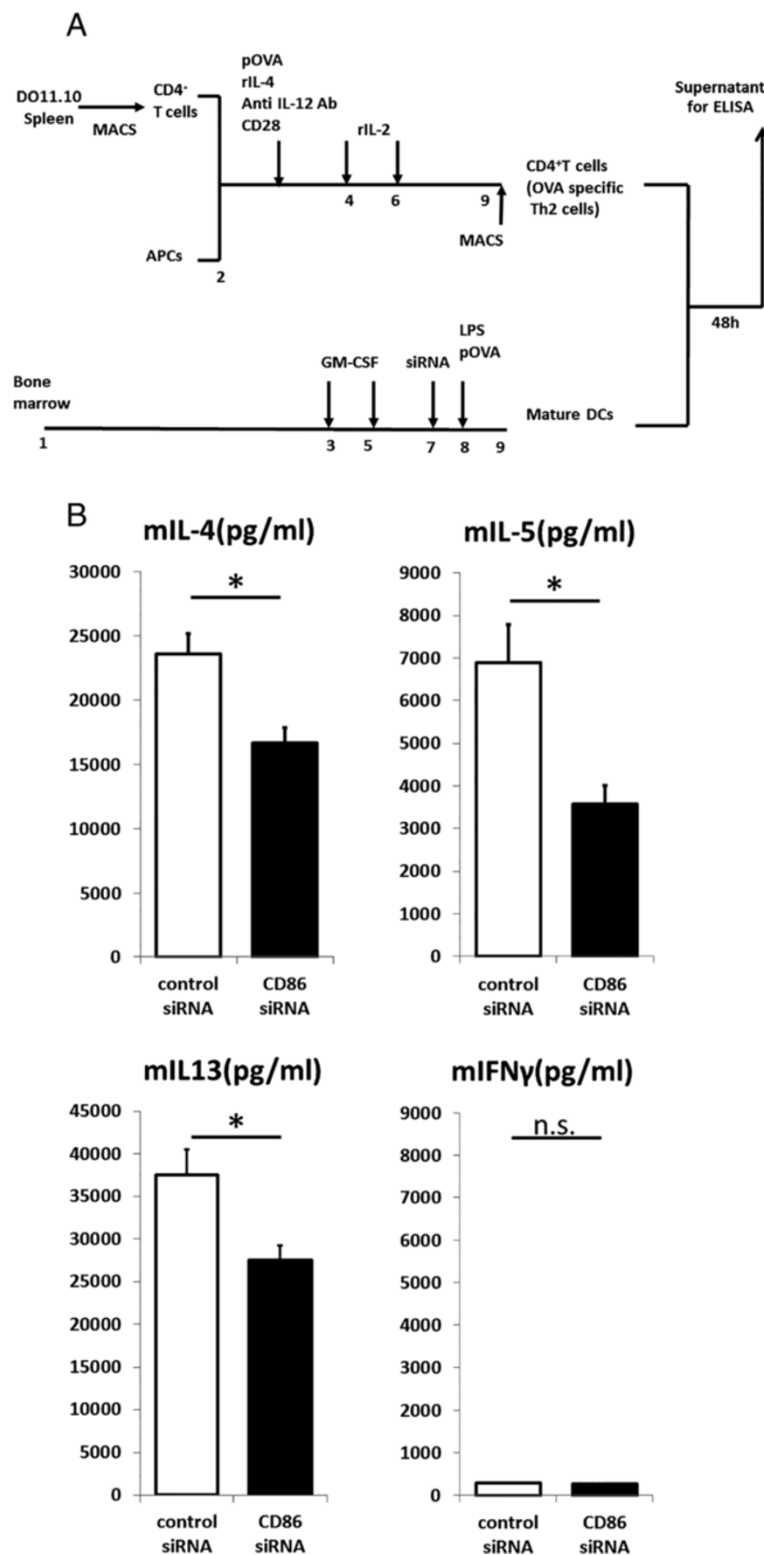 A
DO11.10
Spleen
MACS
CD4+
T cells
pOVA
rIL-4
Anti IL-12 Ab
CD28
rIL-2
Supernatant
for ELISA
4
6
9
CD4+T cells
(OVA specific
Th2 cells)
MACS
APCs
2
48h
Bone
marrow
GM-CSF
siRNA
LPS
pOVA
Mature DCs
1
3
5
7
8
9
B
mIL-4(pg/ml)
30000
25000
20000
15000
10000
5000
0
*
control
siRNA
CD86
siRNA
mIL-5(pg/ml)
9000
8000
7000
6000
5000
4000
3000
2000
1000
0
*
control
siRNA
CD86
siRNA
mIL13(pg/ml)
45000
40000
35000
30000
25000
20000
15000
10000
5000
0
*
control
siRNA
CD86
siRNA
mIFNγ(pg/ml)
9000
8000
7000
6000
5000
4000
3000
2000
1000
0
n.s.
control
siRNA
CD86
siRNA